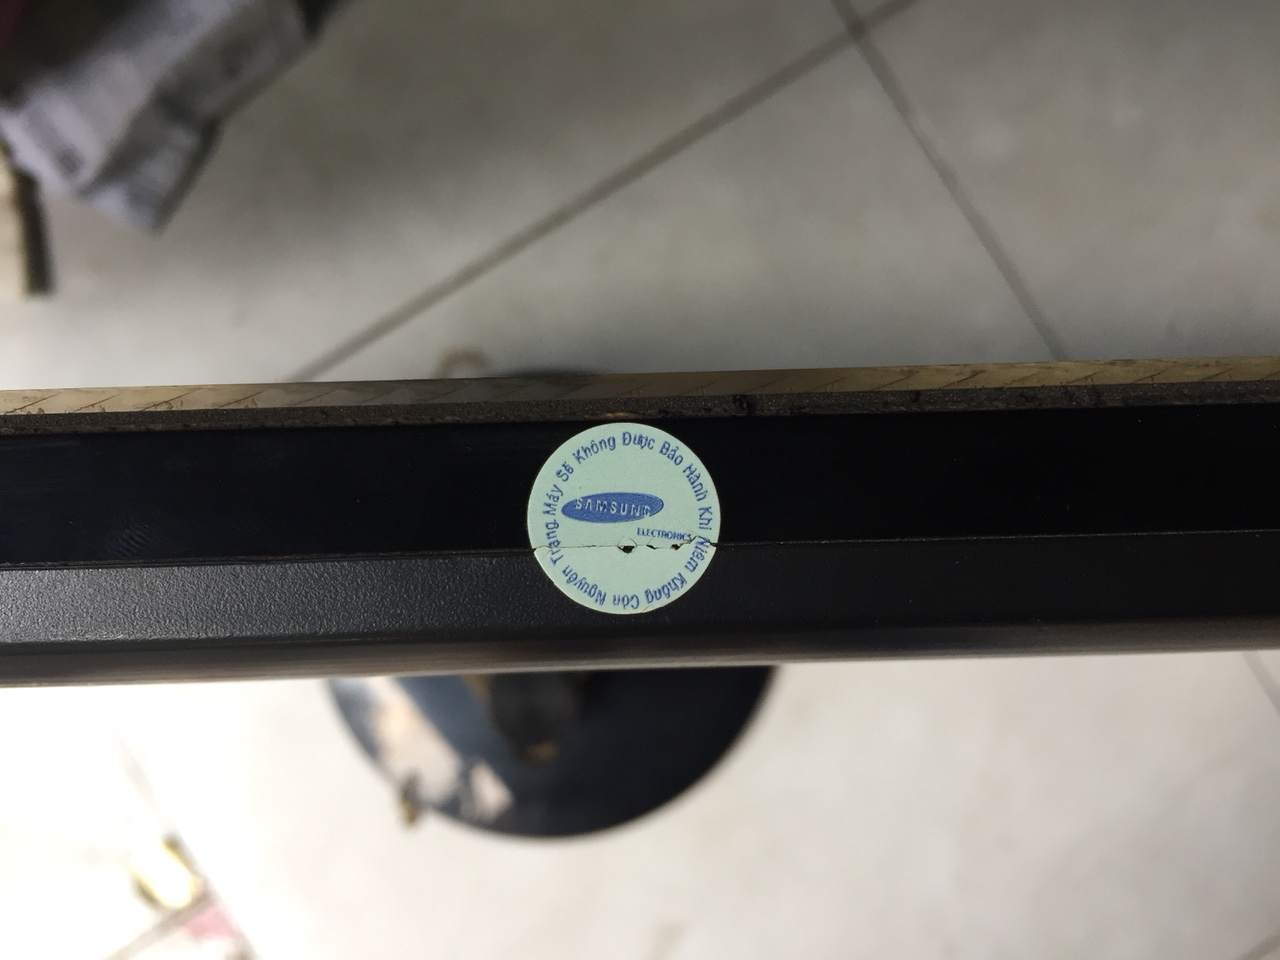 Máy Sẽ Không Được Bảo Hành Khi Niêm Không Còn Nguyên Trạng
SAMSUNG
ELECTRONICS